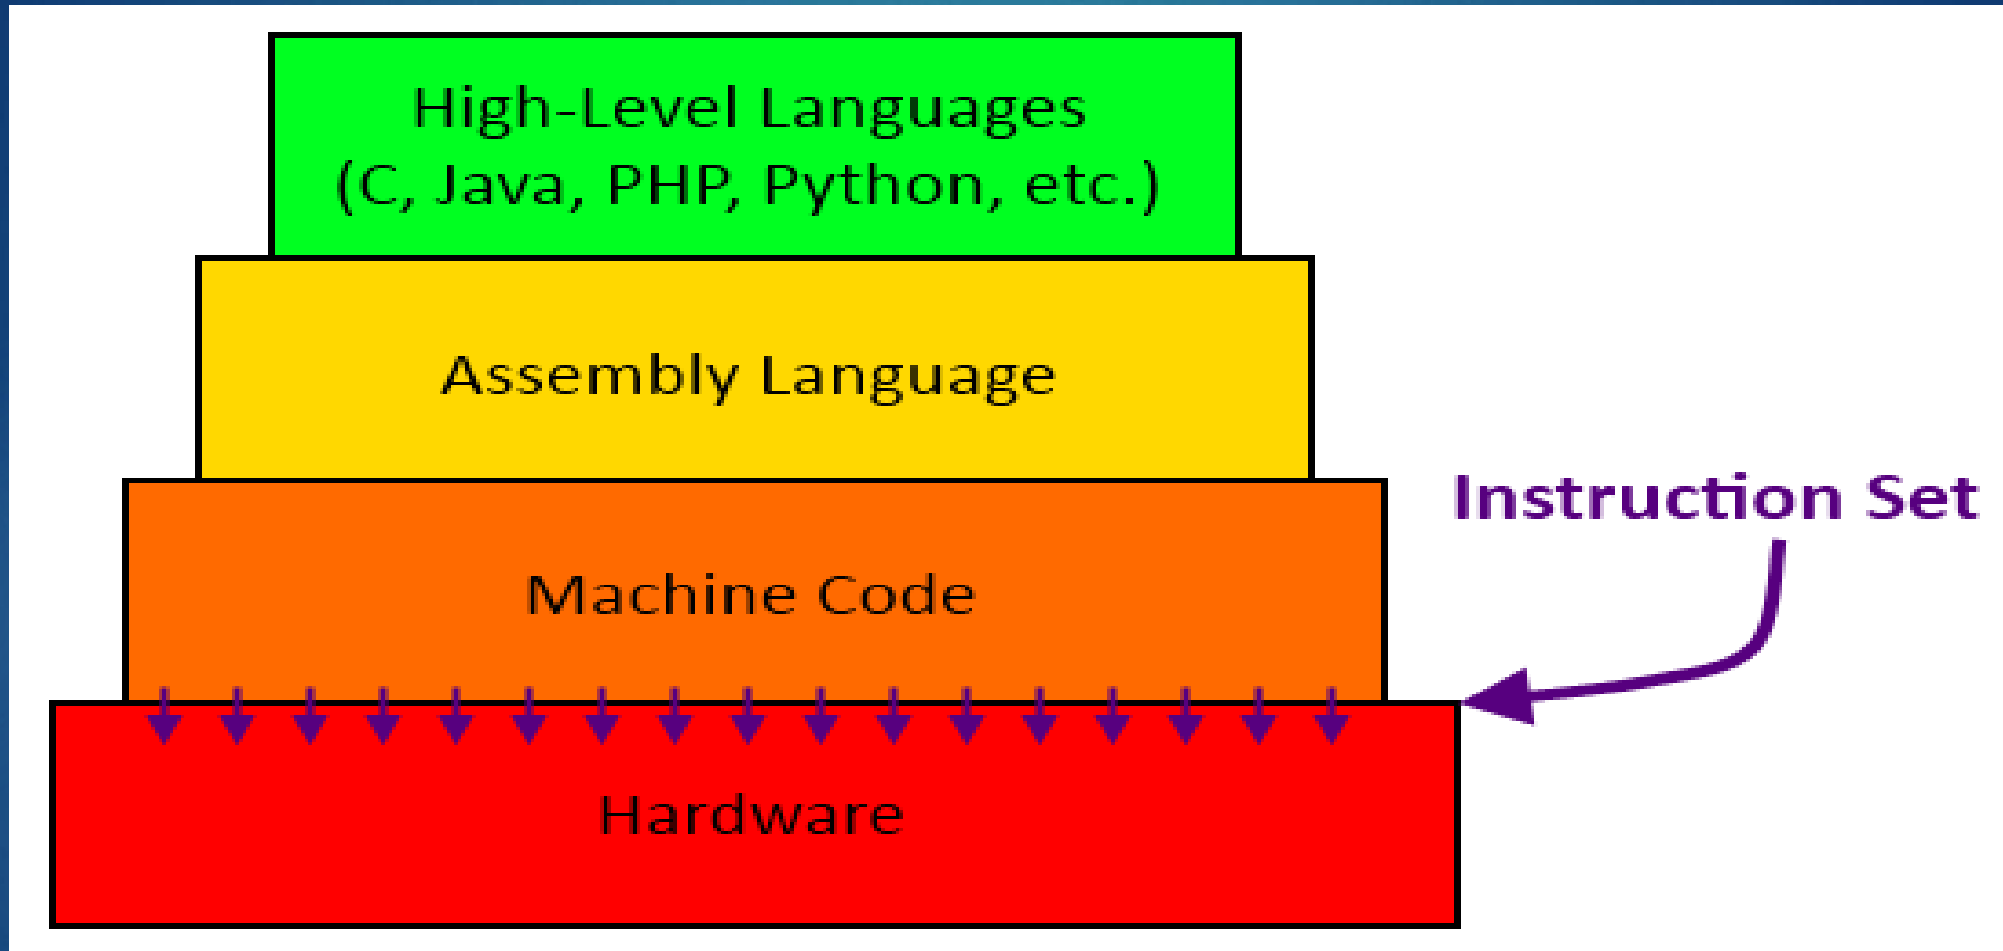 High-Level Languages
(C, Java, PHP, Python, etc.)
Assembly Language
Instruction Set
Machine Code
Hardware